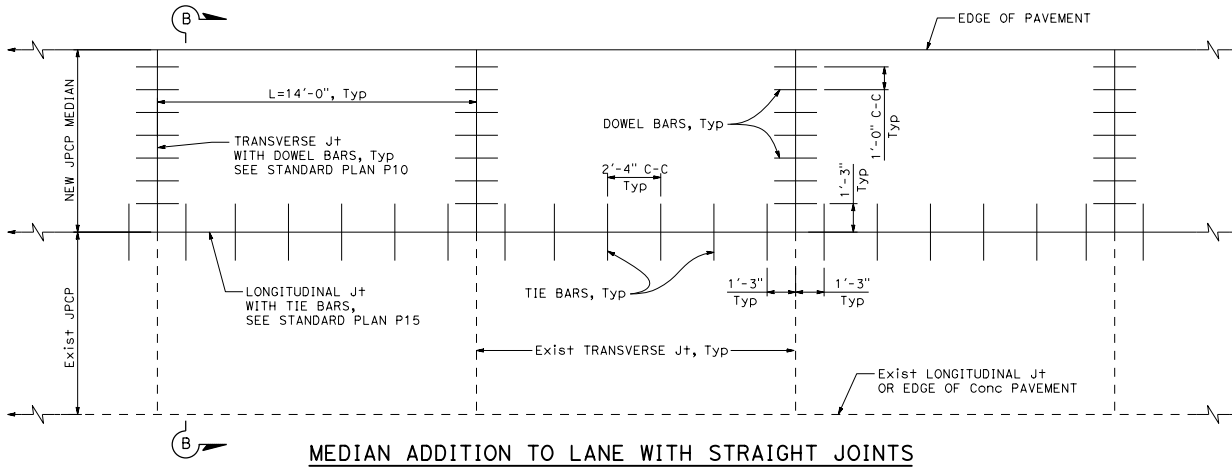 B
EDGE OF PAVEMENT
NEW JPCP MEDIAN
L=14'-0", Typ
TRANSVERSE Jt
WITH DOWEL BARS, Typ
SEE STANDARD PLAN P10
DOWEL BARS, Typ
1'-0" C-C
Typ
2'-4" C-C
Typ
1'-3"
Typ
Exist JPCP
LONGITUDINAL Jt
WITH TIE BARS,
SEE STANDARD PLAN P15
TIE BARS, Typ
1'-3"
Typ
1'-3"
Typ
Exist TRANSVERSE Jt, Typ
Exist LONGITUDINAL Jt
OR EDGE OF Conc PAVEMENT
B
MEDIAN ADDITION TO LANE WITH STRAIGHT JOINTS